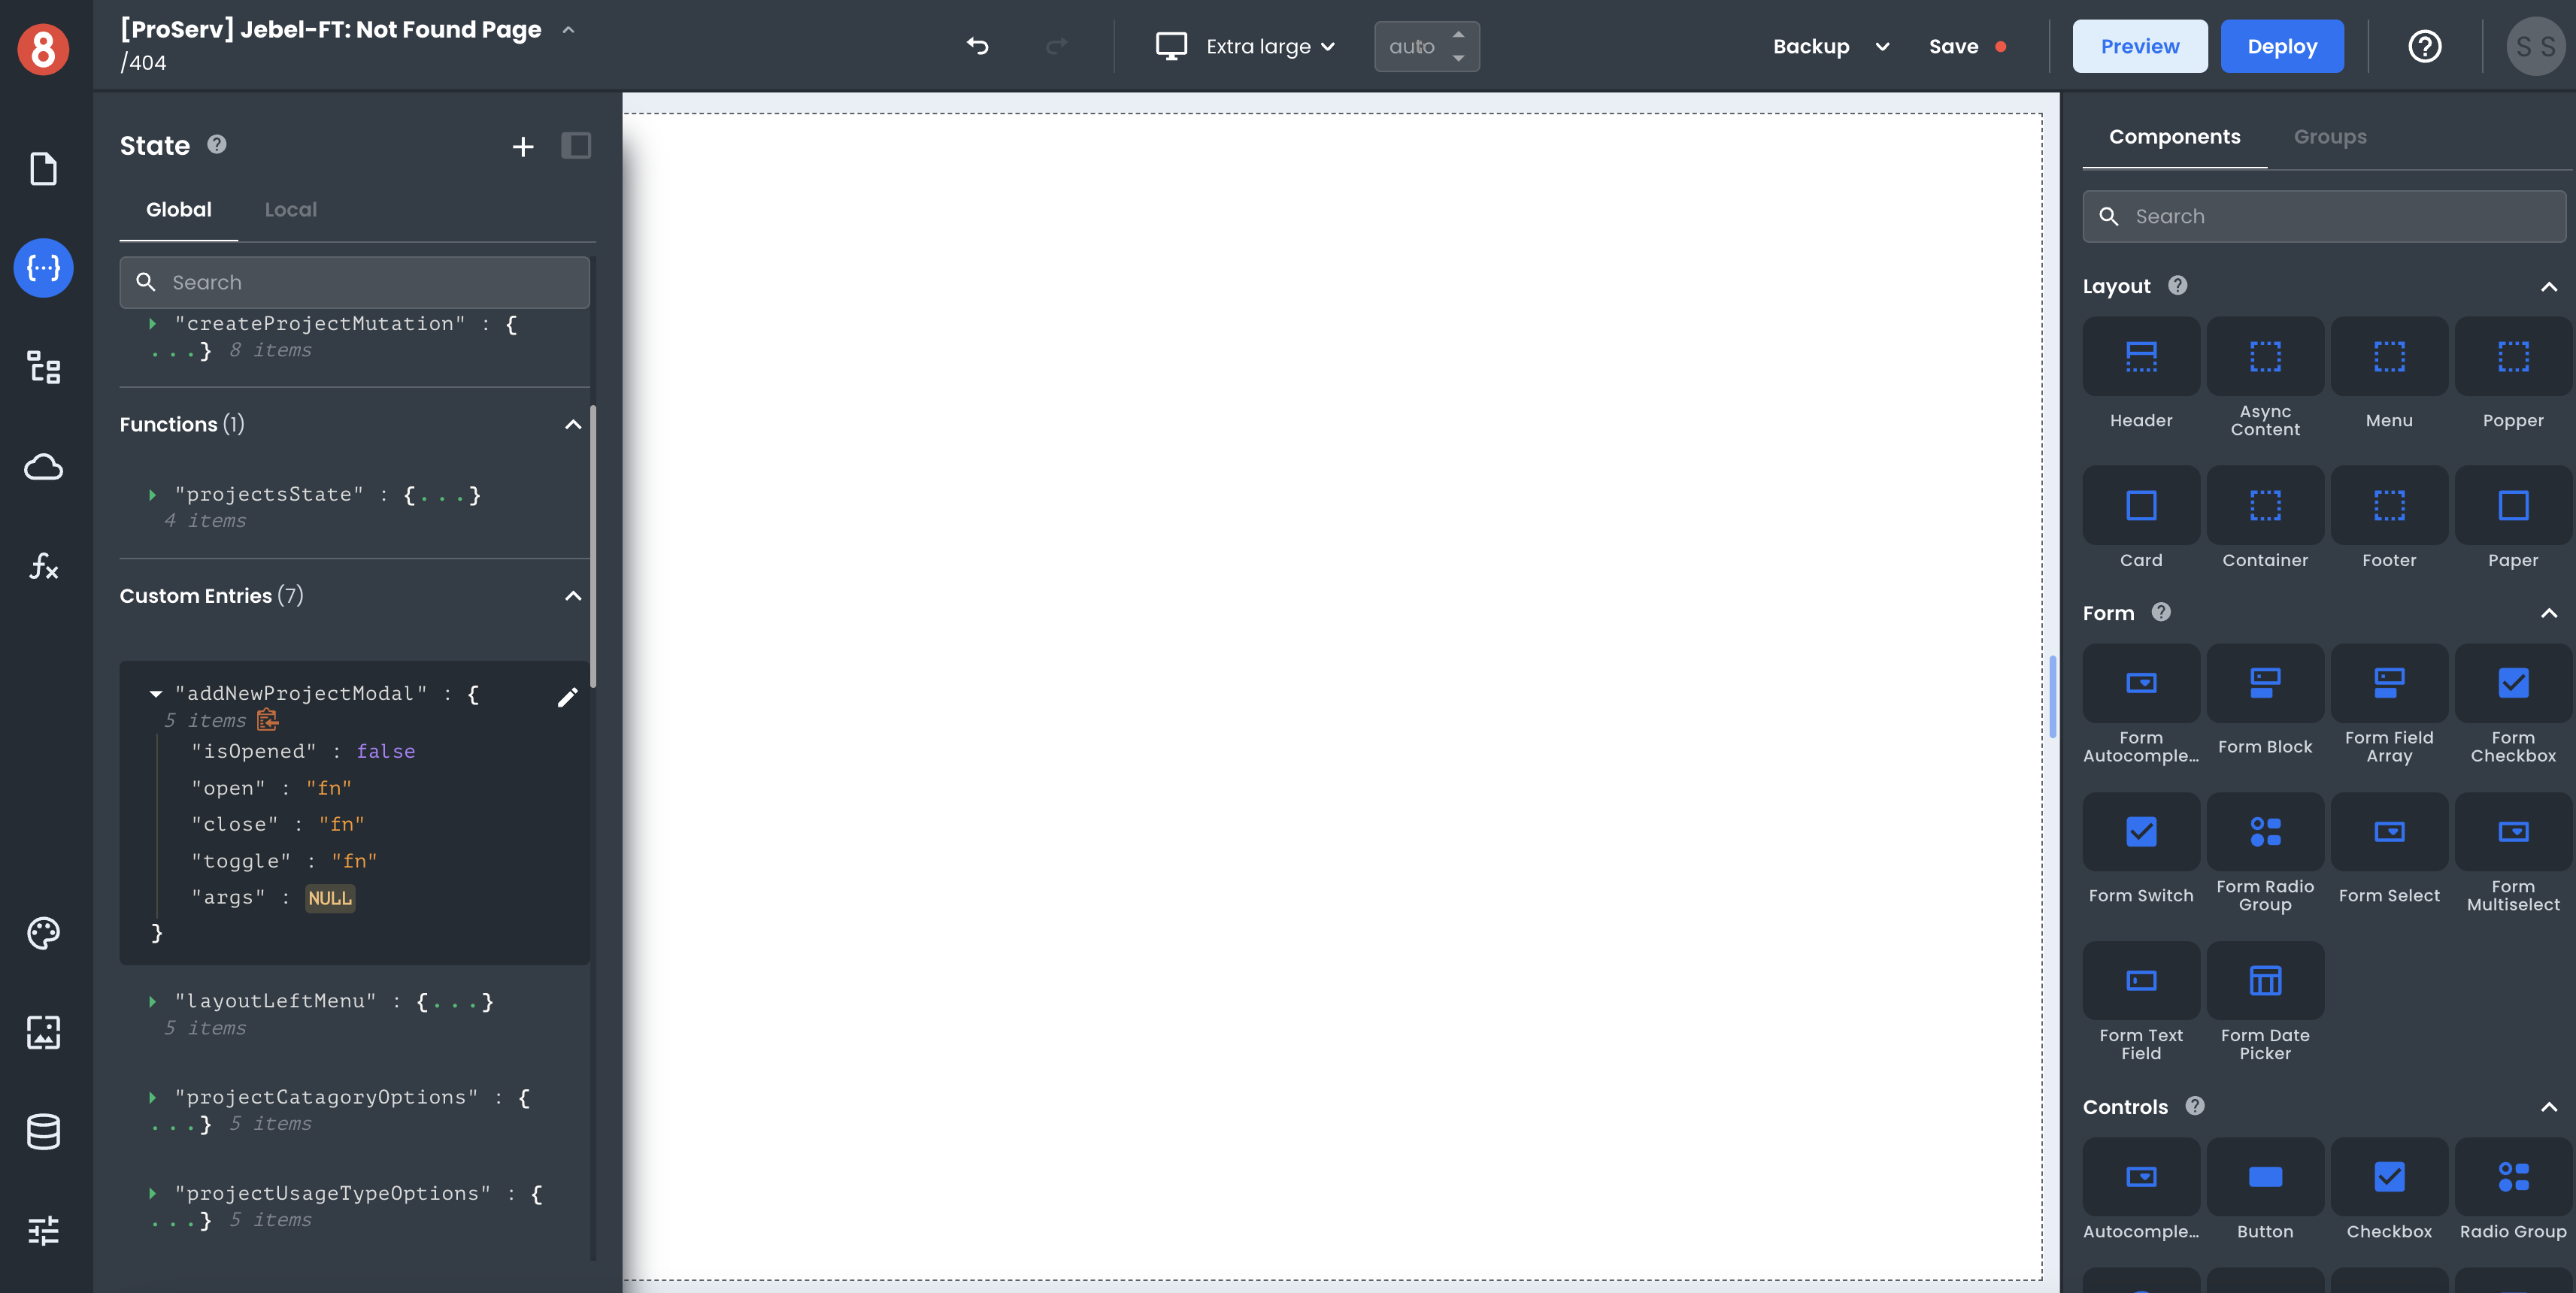 8
[ProServ] Jebel-FT: Not Found Page
/404
Extra large
auto
Backup
Save
Preview
Deploy
?
S S
State ?
+
Global
Local
Search
"createProjectMutation" : {
...} 8 items
Functions (1)
"projectsState" : {...}
4 items
Custom Entries (7)
"addNewProjectModal" : {
5 items
"isOpened" : false
"open" : "fn"
"close" : "fn"
"toggle" : "fn"
"args" : NULL
}
"layoutLeftMenu" : {...}
5 items
"projectCatagoryOptions" : {
...} 5 items
"projectUsageTypeOptions" : {
...} 5 items
{...}
fx
Components
Groups
Search
Layout ?
Header
Async
Content
Menu
Popper
Card
Container
Footer
Paper
Form ?
Form
Autocomple...
Form Block
Form Field
Array
Form
Checkbox
Form Switch
Form Radio
Group
Form Select
Form
Multiselect
Form Text
Field
Form Date
Picker
Controls ?
Autocomple...
Button
Checkbox
Radio Group